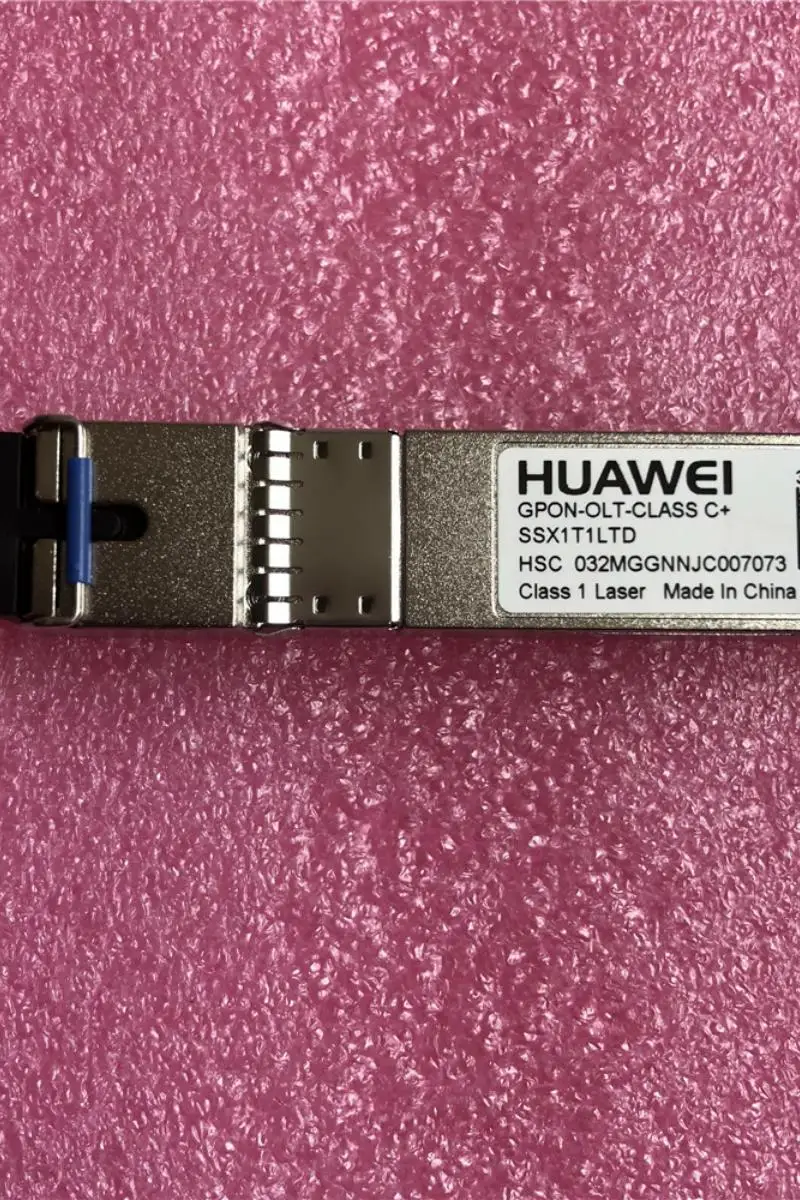 HUAWEI
GPON-OLT-CLASS C+
SSX1T1LTD
HSC 032MGGNNJC007073
Class 1 Laser Made In China